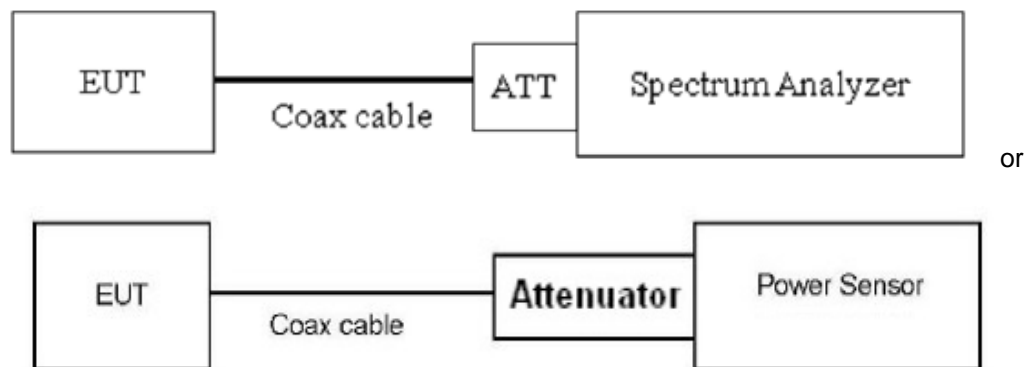 EUT
Coax cable
ATT
Spectrum Analyzer
or
EUT
Coax cable
Attenuator
Power Sensor